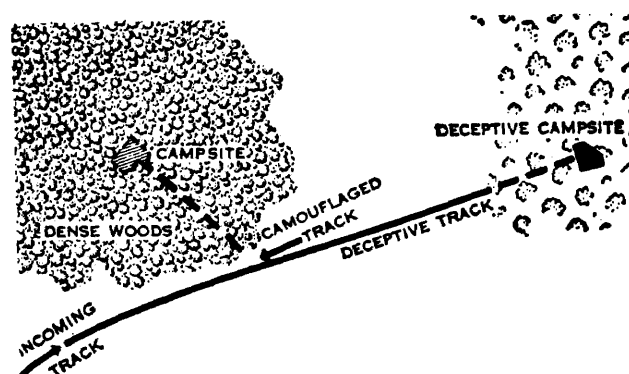 DECEPTIVE CAMPSITE
CAMPSITE
DENSE WOODS
CAMOUFLAGED
TRACK
DECEPTIVE TRACK
INCOMING
TRACK